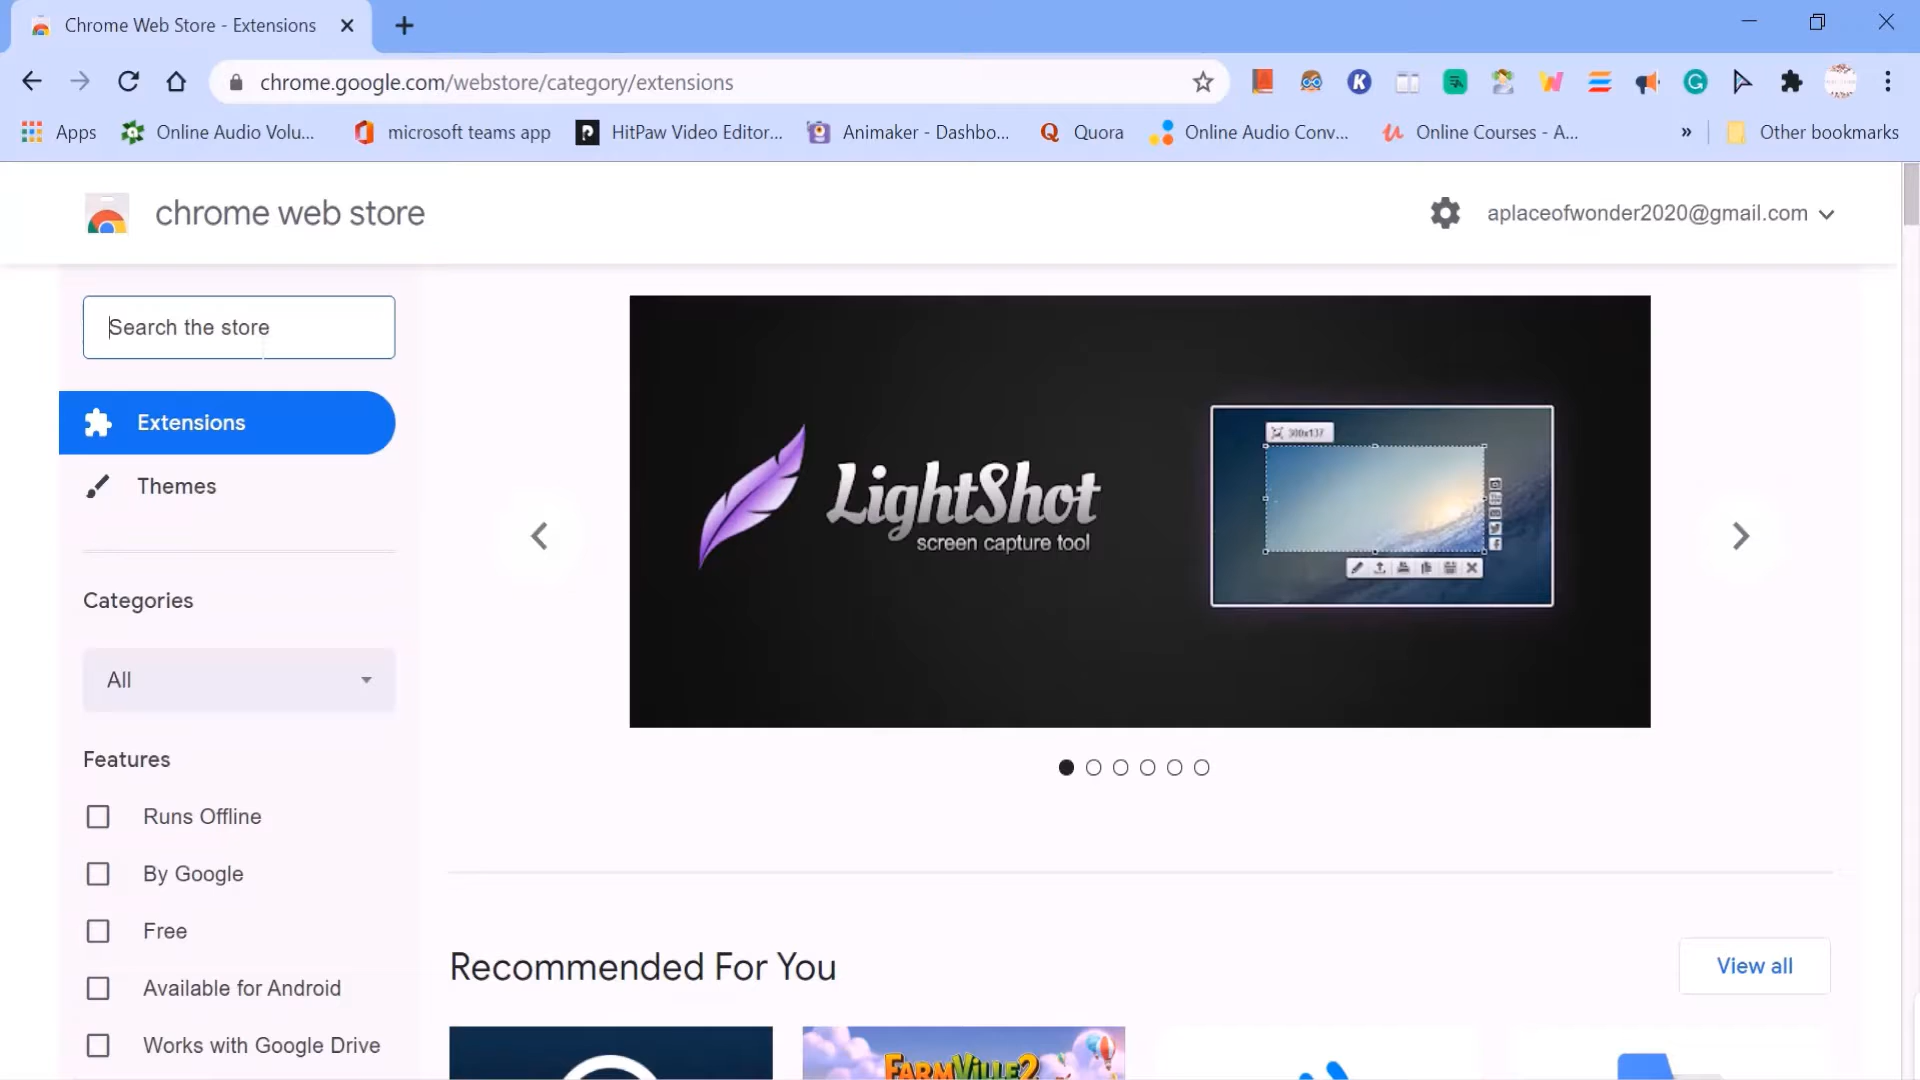 Chrome Web Store - Extensions
chrome.google.com/webstore/category/extensions
Apps
Online Audio Volu...
microsoft teams app
HitPaw Video Editor...
Animaker - Dashbo...
Quora
Online Audio Conv...
Online Courses - A...
»
Other bookmarks
chrome web store
aplaceofwonder2020@gmail.com
Search the store
Extensions
Themes
Categories
All
Features
Runs Offline
By Google
Free
Available for Android
Works with Google Drive
LightShot
screen capture tool
300x137
Recommended For You
View all
FARMVILLE2